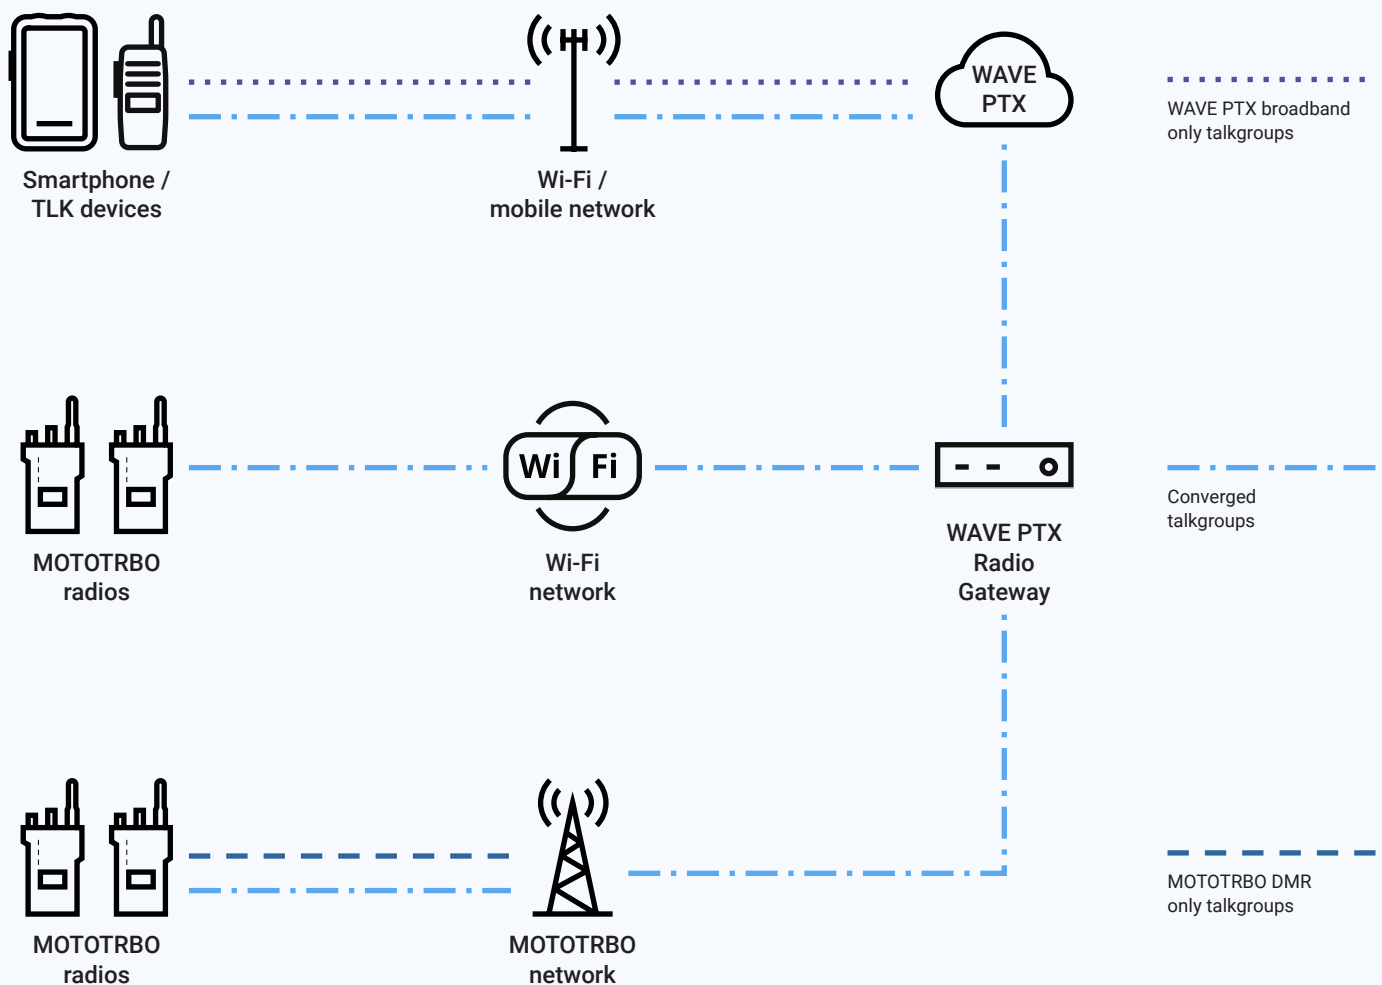 WAVE
PTX
WAVE PTX broadband
only talkgroups
Smartphone /
TLK devices
Wi-Fi /
mobile network
Wi Fi
Converged
talkgroups
MOTOTRBO
radios
Wi-Fi
network
WAVE PTX
Radio
Gateway
MOTOTRBO DMR
only talkgroups
MOTOTRBO
radios
MOTOTRBO
network